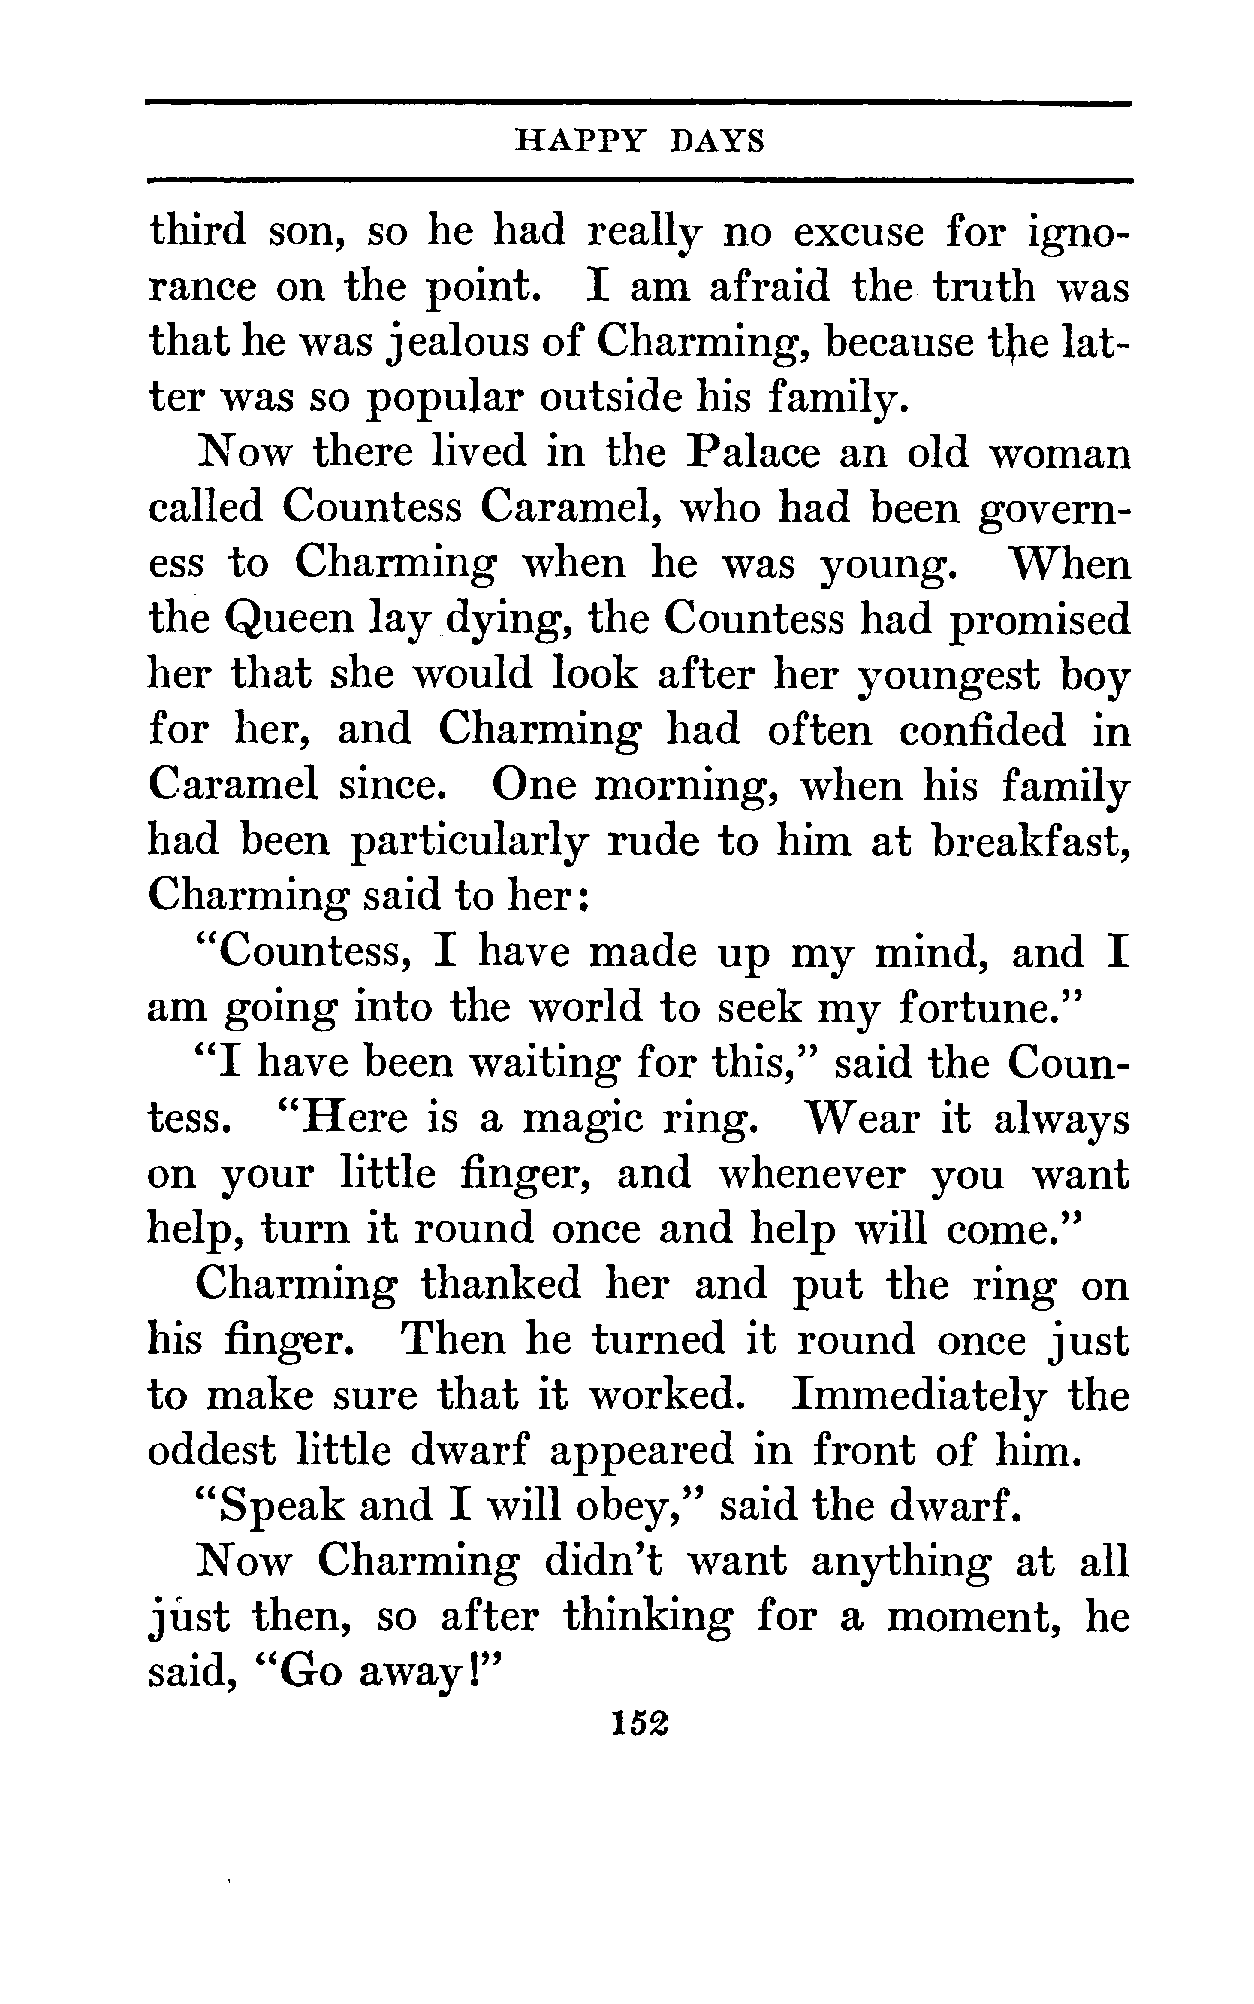 HAPPY DAYS
third son, so he had really no excuse for igno-
rance on the point. I am afraid the truth was
that he was jealous of Charming, because the lat-
ter was so popular outside his family.
Now there lived in the Palace an old woman
called Countess Caramel, who had been govern-
ess to Charming when he was young. When
the Queen lay dying, the Countess had promised
her that she would look after her youngest boy
for her, and Charming had often confided in
Caramel since. One morning, when his family
had been particularly rude to him at breakfast,
Charming said to her:
"Countess, I have made up my mind, and I
am going into the world to seek my fortune."
"I have been waiting for this," said the Coun-
tess. "Here is a magic ring. Wear it always
on your little finger, and whenever you want
help, turn it round once and help will come."
Charming thanked her and put the ring on
his finger. Then he turned it round once just
to make sure that it worked. Immediately the
oddest little dwarf appeared in front of him.
"Speak and I will obey," said the dwarf.
Now Charming didn't want anything at all
just then, so after thinking for a moment, he
said, "Go away!"
152